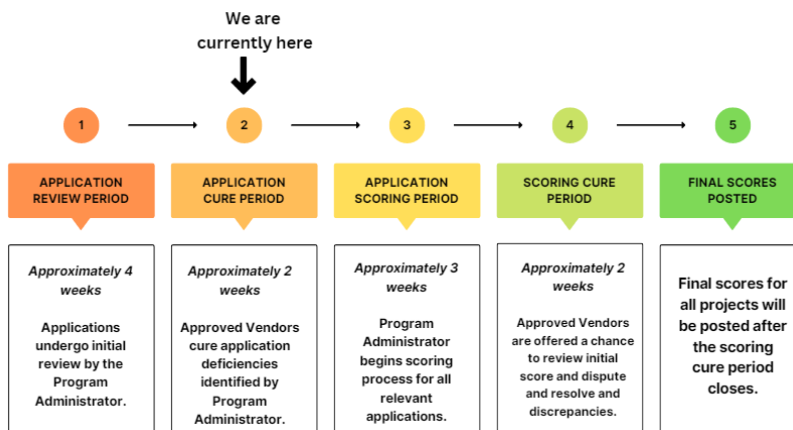 We are
currently here
1
2
3
4
5
APPLICATION
REVIEW PERIOD
APPLICATION
CURE PERIOD
APPLICATION
SCORING PERIOD
SCORING CURE
PERIOD
FINAL SCORES
POSTED
Approximately 4
weeks
Applications
undergo initial
review by the
Program
Administrator.
Approximately 2
weeks
Approved Vendors
cure application
deficiencies
identified by
Program
Administrator.
Approximately 3
weeks
Program
Administrator
begins scoring
process for all
relevant
applications.
Approximately 2
weeks
Approved Vendors
are offered a chance
to review initial
score and dispute
and resolve and
discrepancies.
Final scores for
all projects will
be posted after
the scoring
cure period
closes.